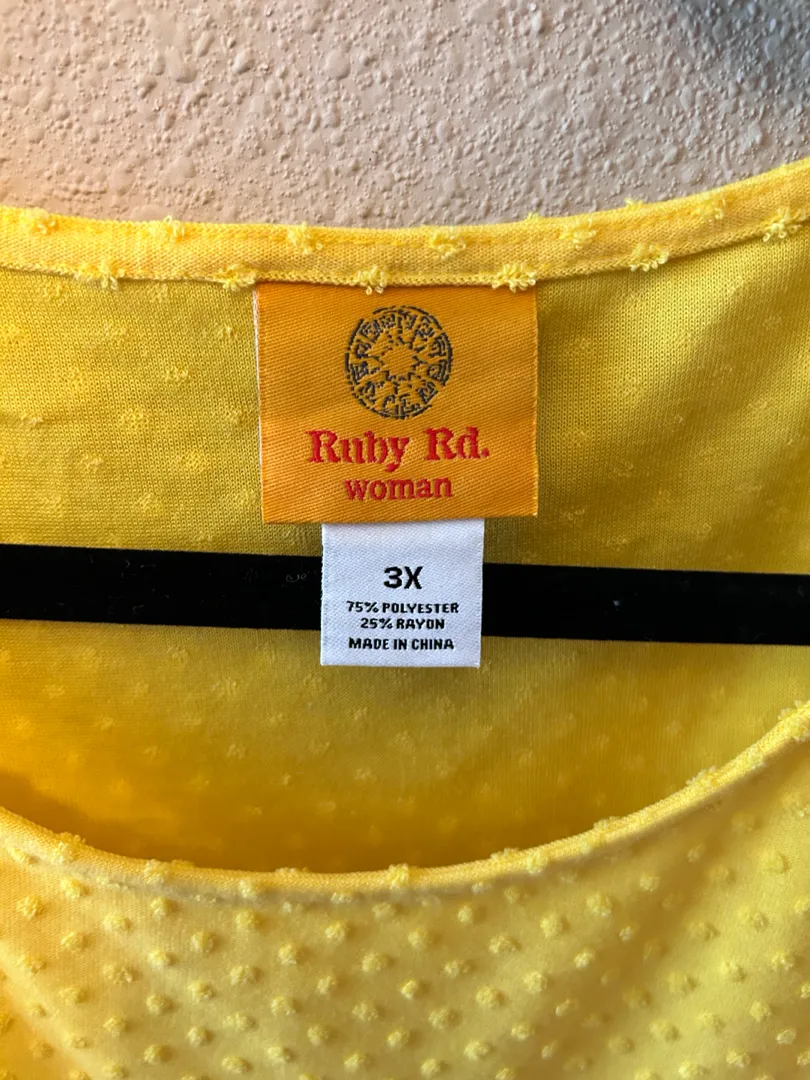 Ruby Rd.
woman
3X
75% POLYESTER
25% RAYON
MADE IN CHINA